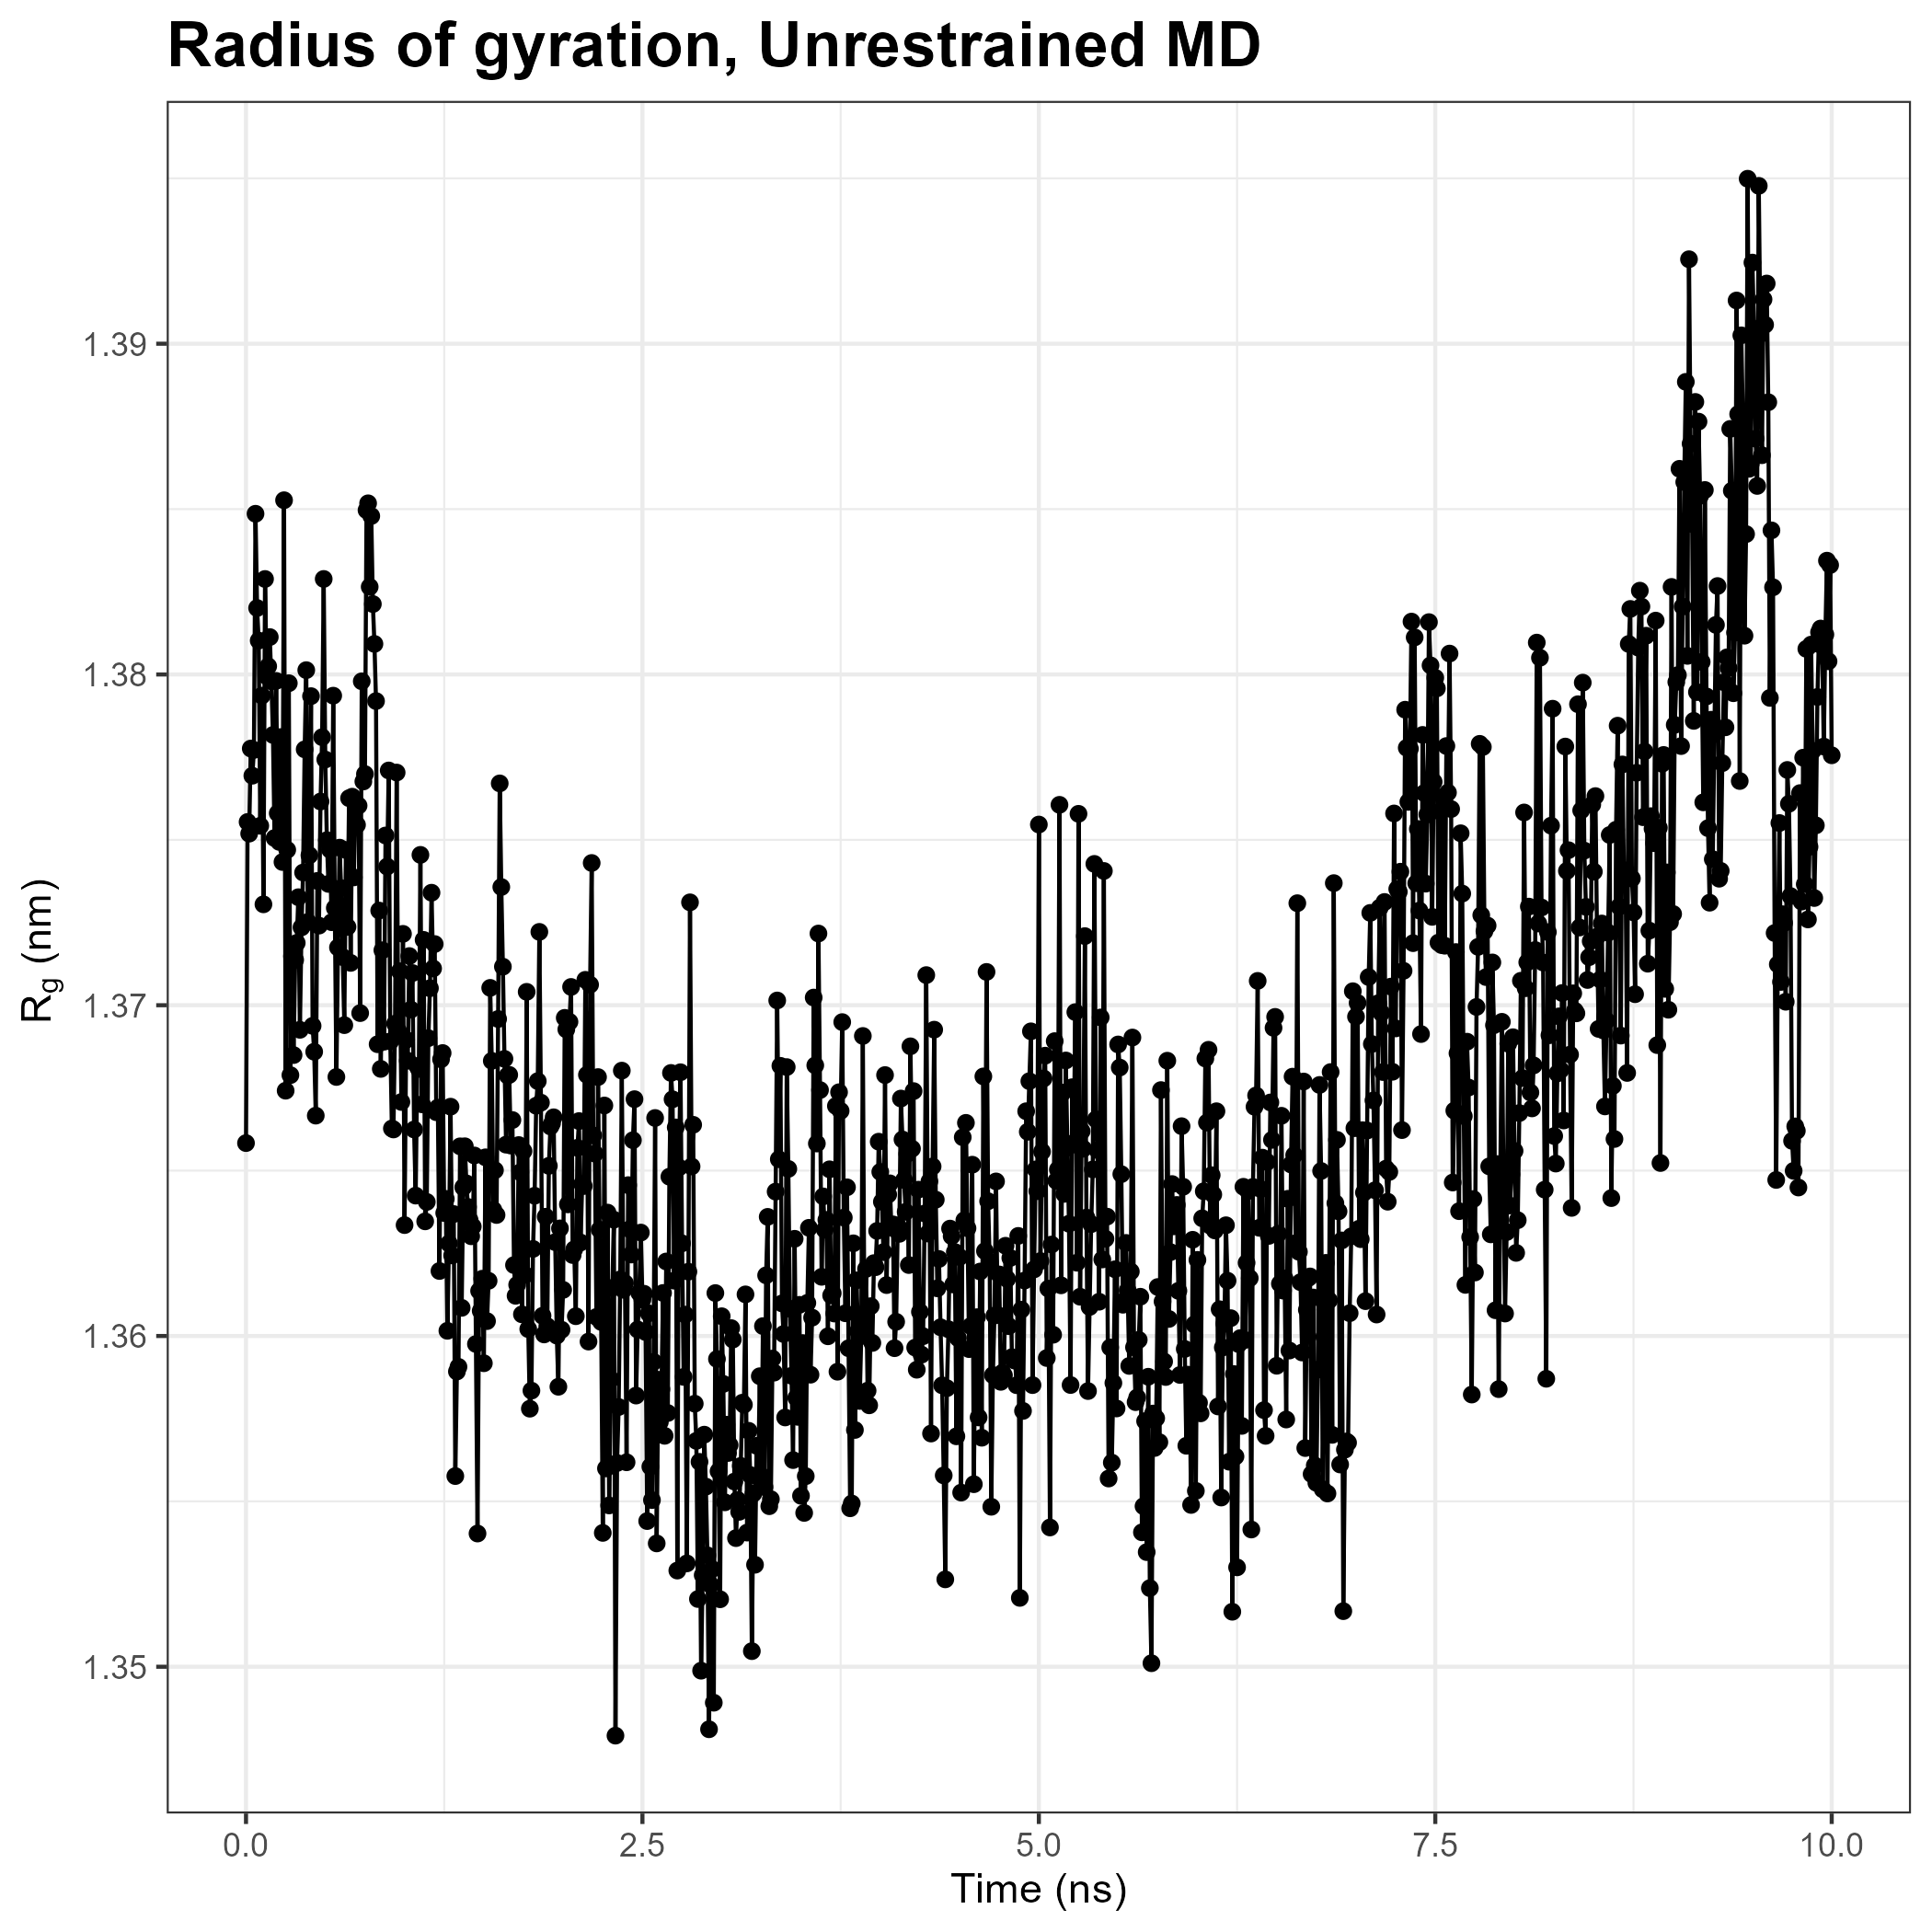 Radius of gyration, Unrestrained MD
1.39
1.38
1.37
1.36
1.35
Rg (nm)
0.0 2.5 5.0 7.5 10.0
Time (ns)